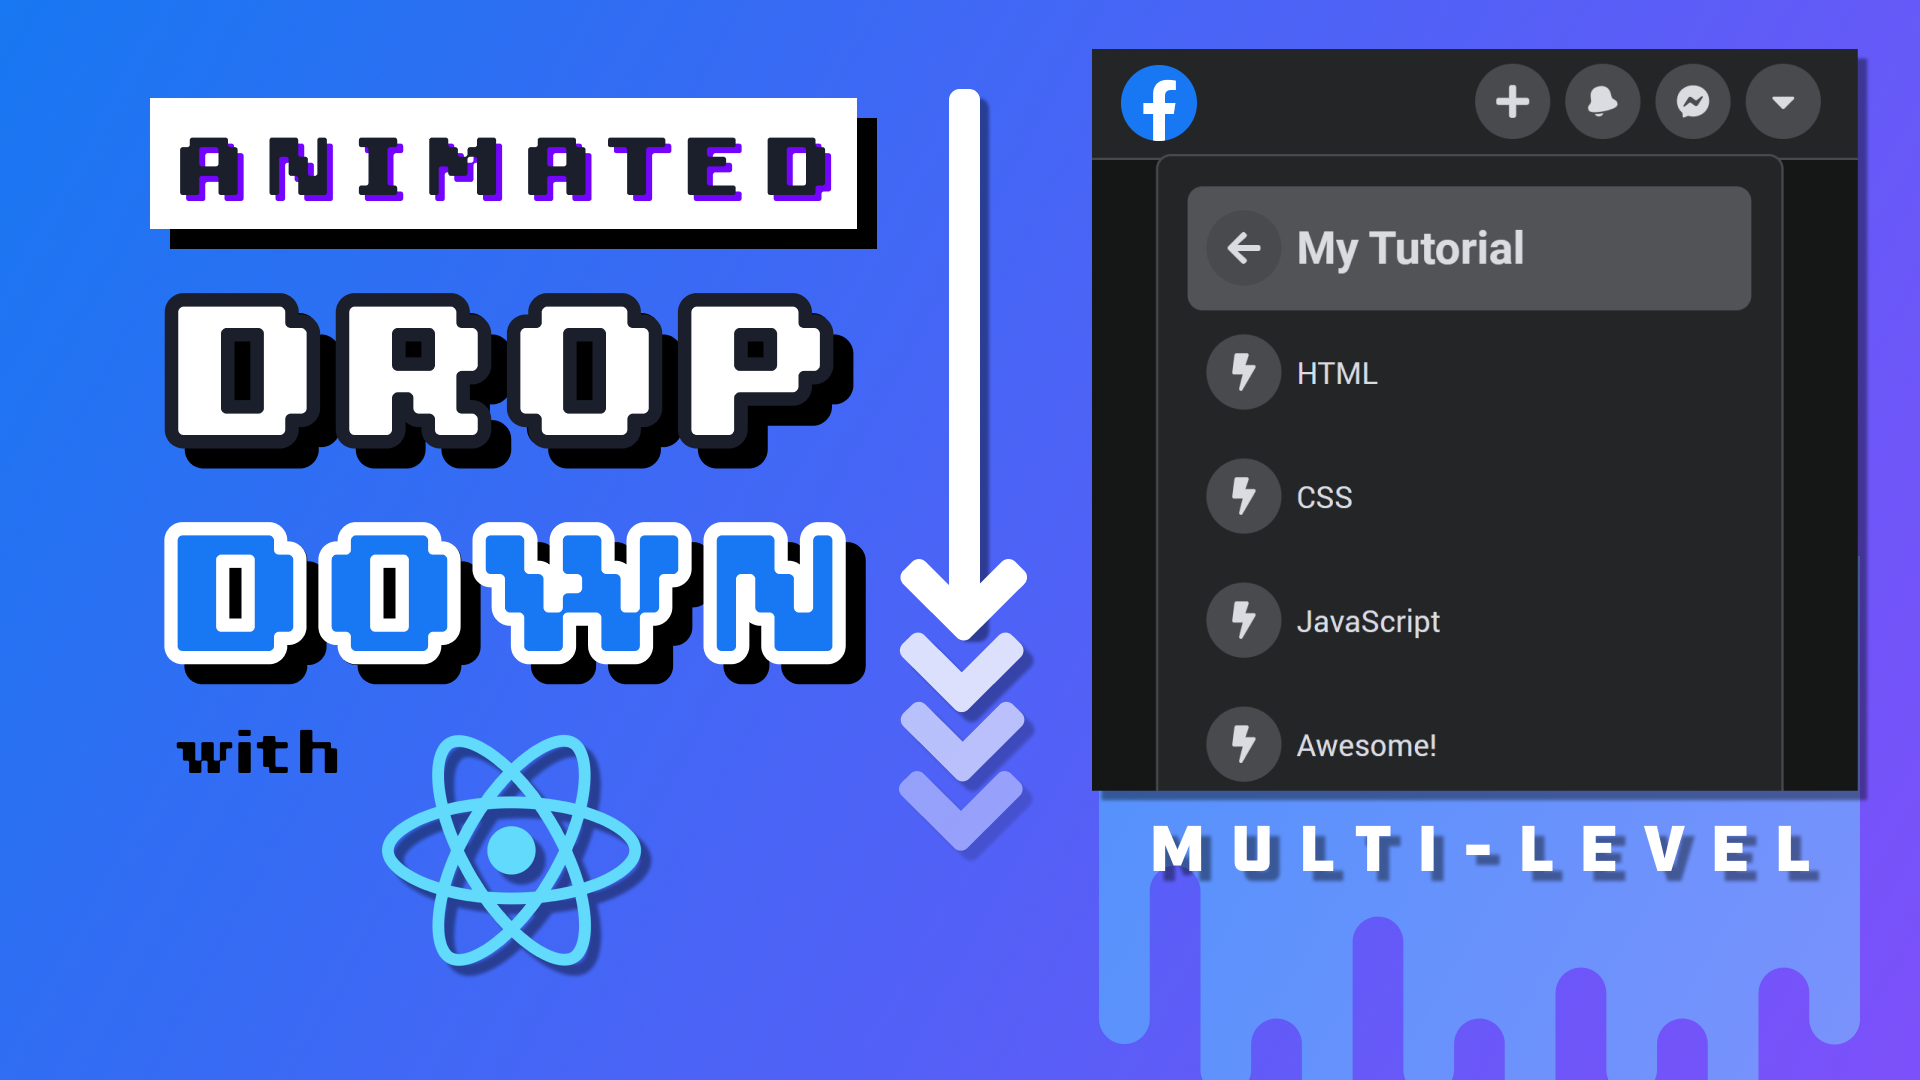 ANIMATED
DROP
DOWN
with
My Tutorial
HTML
CSS
JavaScript
Awesome!
MULTI-LEVEL